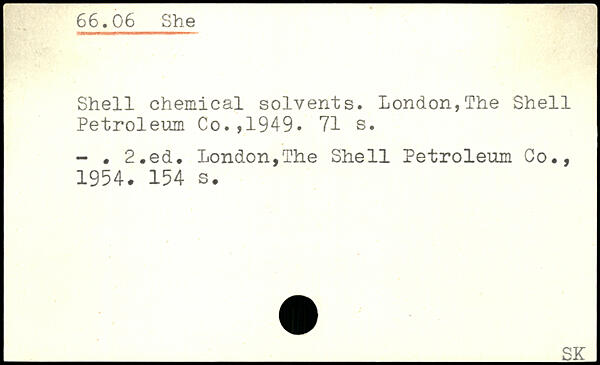 66.06 She
Shell chemical solvents. London,The Shell
Petroleum Co.,1949. 71 s.
- . 2.ed. London,The Shell Petroleum Co.,
1954. 154 s.
SK